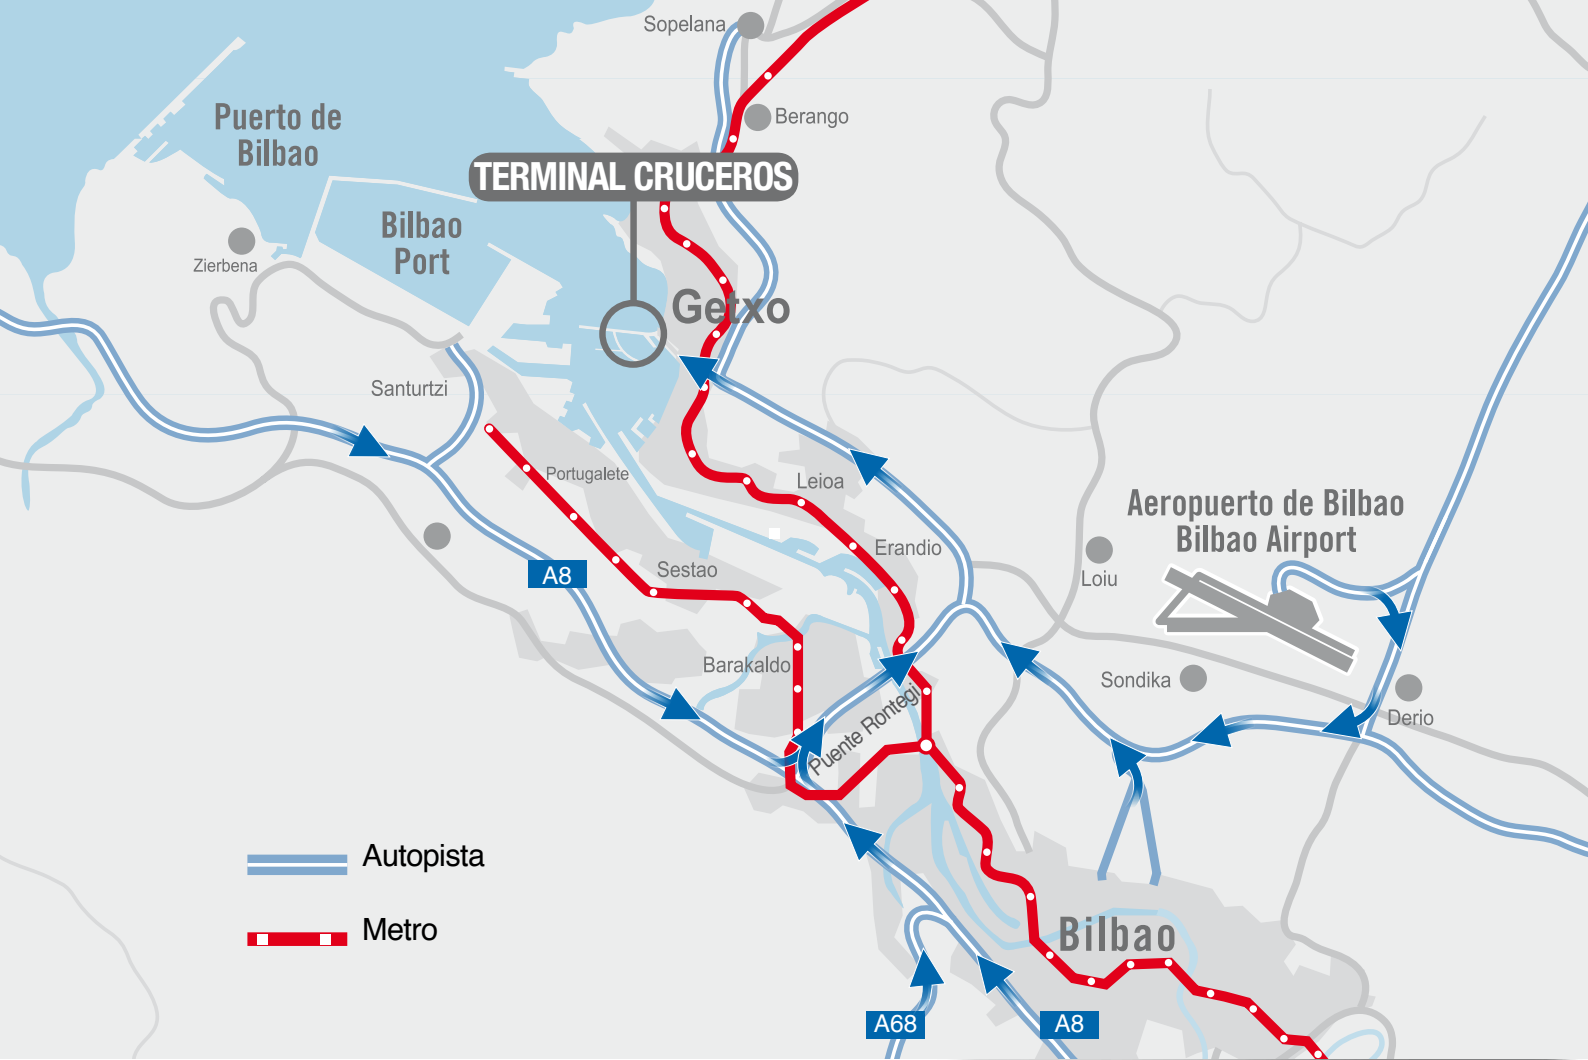 Sopelana
Puerto de
Bilbao
Berango
TERMINAL CRUCEROS
Bilbao
Port
Zierbena
Getxo
Santurtzi
Portugalete
Leioa
Aeropuerto de Bilbao
Bilbao Airport
Erandio
A8
Sestao
Loiu
Barakaldo
Sondika
Puente Rontegi
Derio
Autopista
Metro
Bilbao
A68
A8